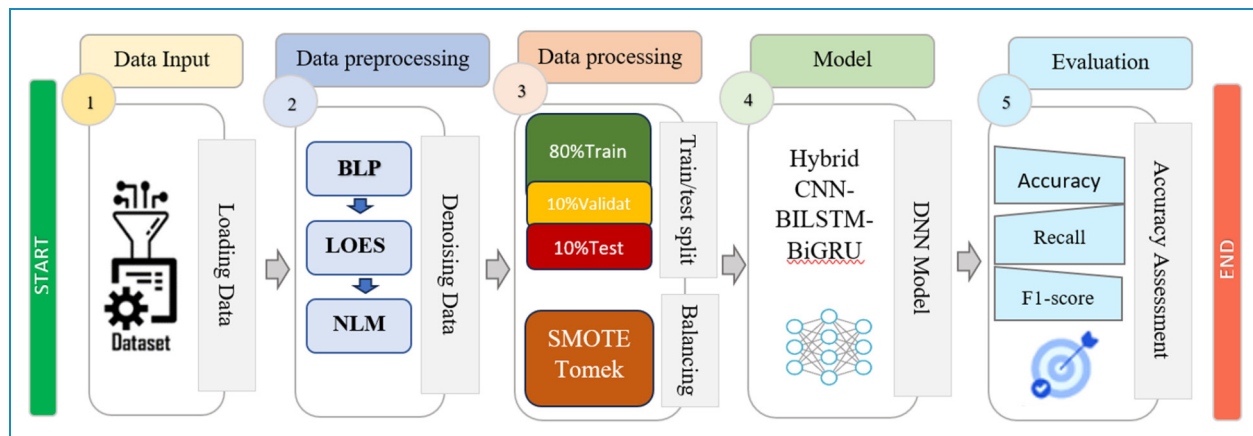 START
Data Input
1
Dataset
Loading Data
Data preprocessing
2
BLP
LOES
NLM
Denoising Data
Data processing
3
80%Train
10%Validat
10%Test
Train/test split
SMOTE
Tomek
Balancing
Model
4
Hybrid
CNN-
BILSTM-
BiGRU
DNN Model
Evaluation
5
Accuracy
Recall
F1-score
Accuracy Assessment
END